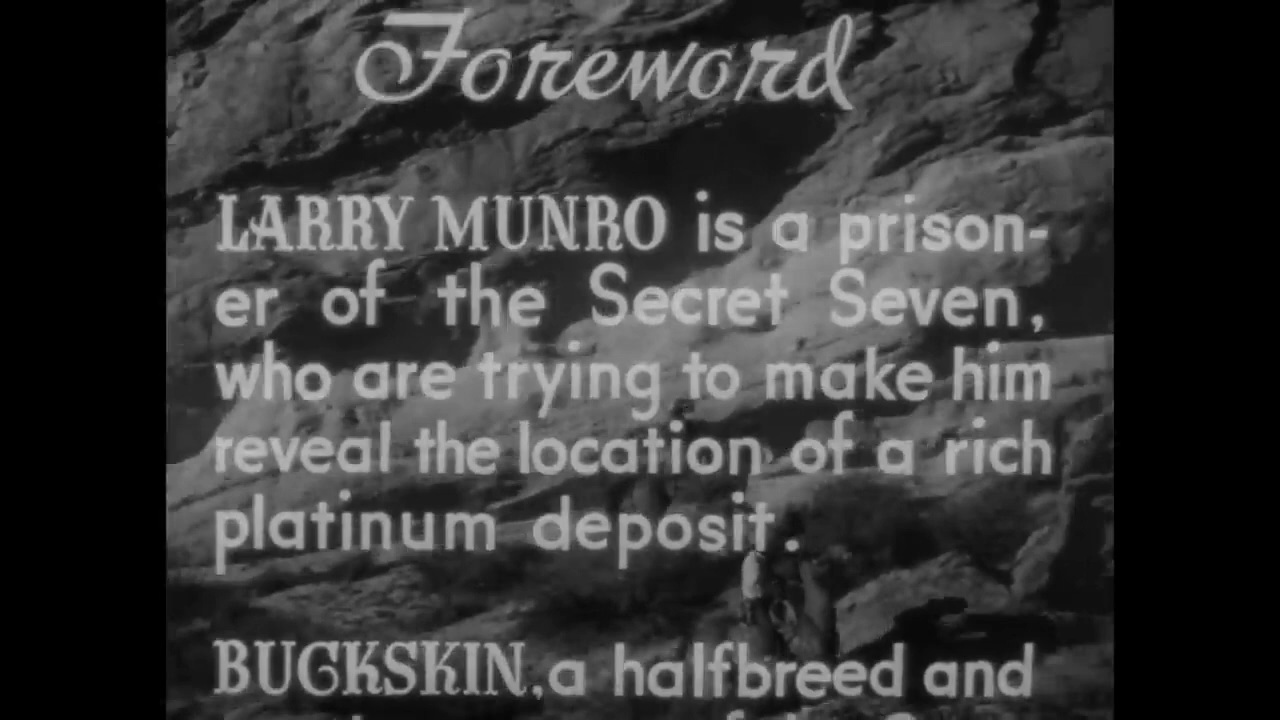 Foreword
LARRY MUNRO is a prison-
er of the Secret Seven,
who are trying to make him
reveal the location of a rich
platinum deposit.
BUCKSKIN, a halfbreed and